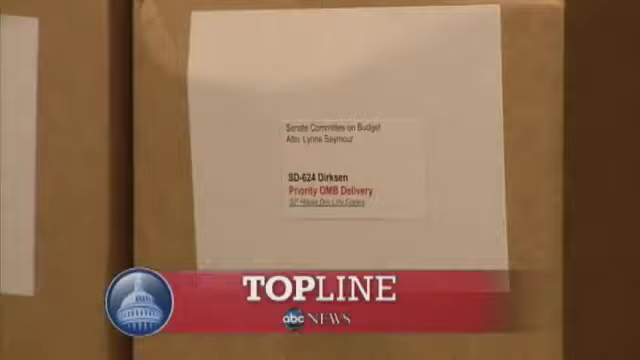 Senate Committee on Budget
Attn: Lynne Seymour
SD-624 Dirksen
Priority OMB Delivery
TOPLINE
abc NEWS